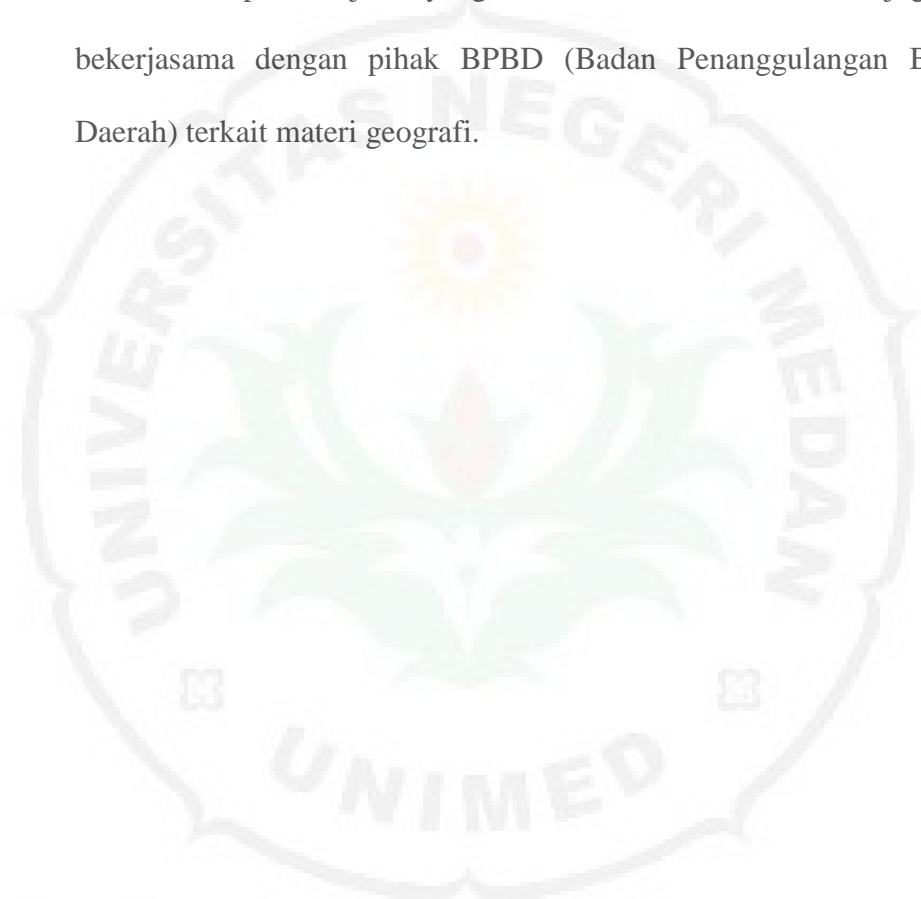 bekerjasama dengan pihak BPBD (Badan Penanggulangan
Daerah) terkait materi geografi.
UNIVERSITAS NEGERI MEDAN
UNIMED